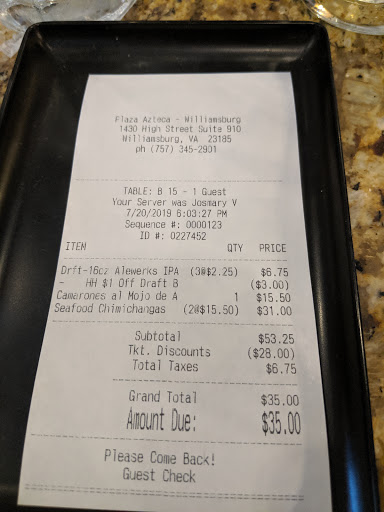 Plaza Azteca - Williamsburg
1430 High Street Suite 910
Williamsburg, VA 23185
ph (757) 345-2901
TABLE: B 15 - 1 Guest
Your Server was Josmary V
7/20/2019 6:03:27 PM
Sequence #: 0000123
ID #: 0227452
ITEM QTY PRICE
Drft-16oz Alewerks IPA (3@$2.25) $6.75
- HH $1 Off Draft B ($3.00)
Camarones al Mojo de A 1 $15.50
Seafood Chimichangas (2@$15.50) $31.00
Subtotal $53.25
Tkt. Discounts ($28.00)
Total Taxes $6.75
Grand Total $35.00
Amount Due: $35.00
Please Come Back!
Guest Check